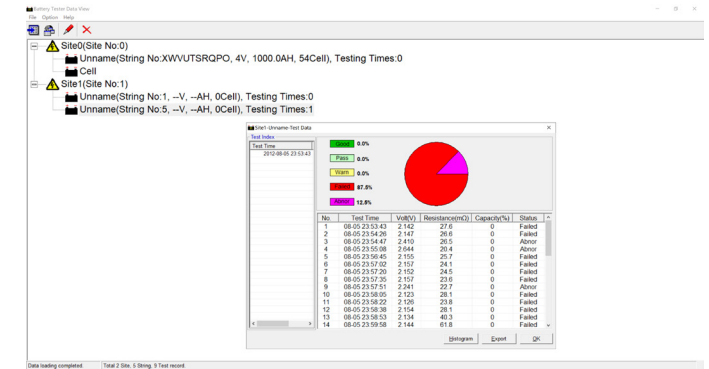 Battery Tester Data View
File Option Help
Site0(Site No:0)
Unname(String No:XWVUTSRQPO, 4V, 1000.0AH, 54Cell), Testing Times:0
Cell
Site1(Site No:1)
Unname(String No:1, --V, --AH, 0Cell), Testing Times:0
Unname(String No:5, --V, --AH, 0Cell), Testing Times:1
Site1-Unname-Test Data
Test Index
Test Time
2012-08-05 23:53:43
Good 0.0%
Pass 0.0%
Warn 0.0%
Failed 87.5%
Abnor 12.5%
No. Test Time Volt(V) Resistance(mΩ) Capacity(%) Status
1 08-05 23:53:43 2.142 27.6 0 Failed
2 08-05 23:54:26 2.147 26.6 0 Failed
3 08-05 23:54:47 2.410 26.5 0 Abnor
4 08-05 23:55:08 2.644 20.4 0 Abnor
5 08-05 23:56:45 2.155 25.7 0 Failed
6 08-05 23:57:02 2.157 24.1 0 Failed
7 08-05 23:57:20 2.152 24.5 0 Failed
8 08-05 23:57:35 2.157 23.6 0 Failed
9 08-05 23:57:51 2.241 22.7 0 Abnor
10 08-05 23:58:05 2.123 28.1 0 Failed
11 08-05 23:58:22 2.126 23.8 0 Failed
12 08-05 23:58:38 2.154 28.1 0 Failed
13 08-05 23:58:53 2.134 40.3 0 Failed
14 08-05 23:59:58 2.144 61.8 0 Failed
Histogram Export OK
Data loading completed. Total 2 Site, 5 String, 9 Test record.